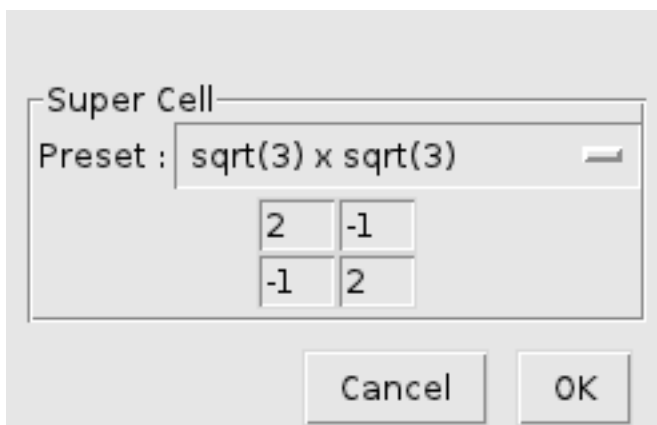 Super Cell
Preset : sqrt(3) x sqrt(3)
2 -1
-1 2
Cancel OK